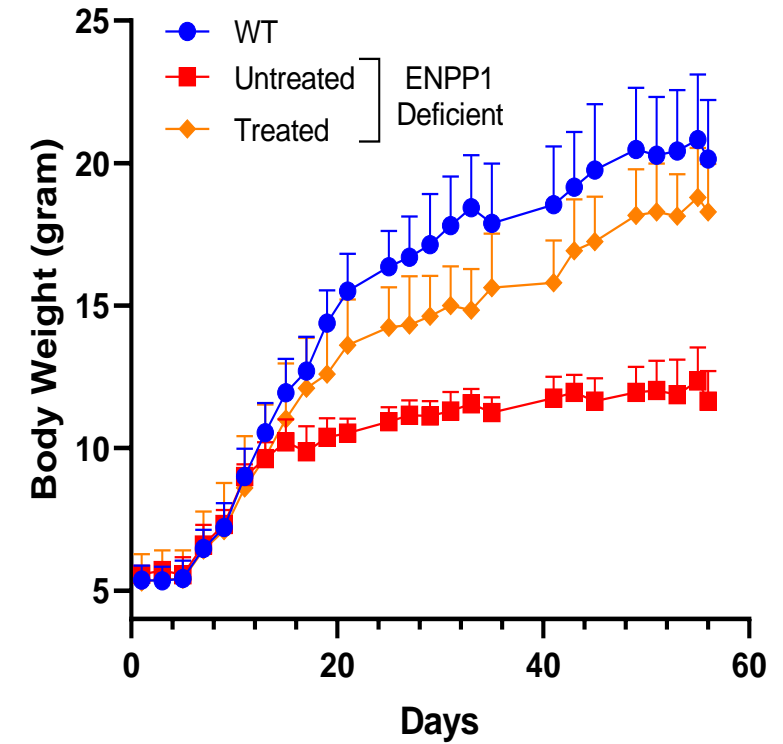 25
20
15
10
5
Body Weight (gram)
WT
Untreated
Treated
ENPP1
Deficient
0
20
40
60
Days